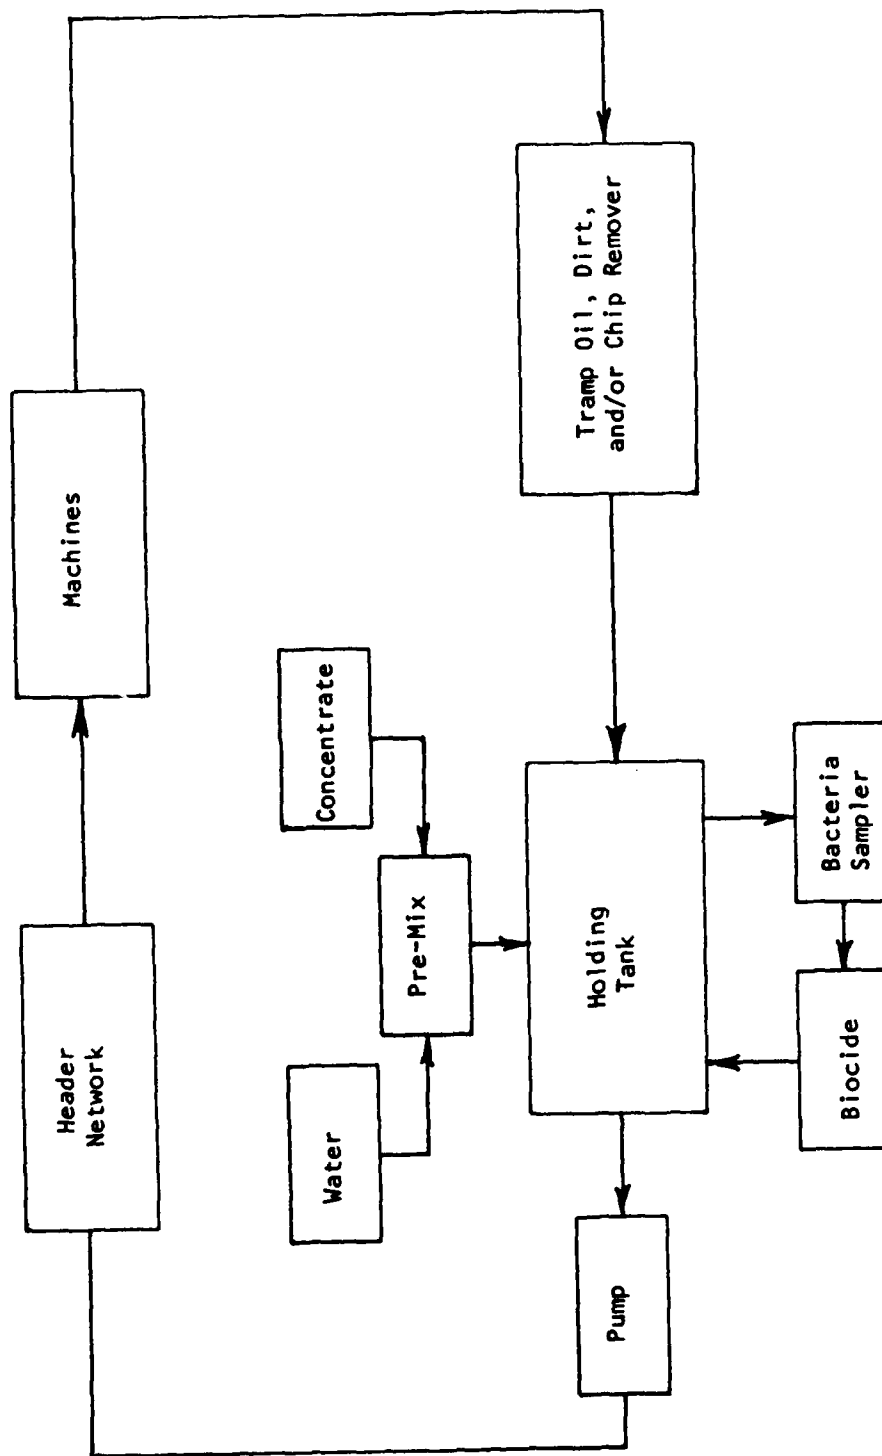 Header
Network
Machines
Water
Concentrate
Pre-Mix
Pump
Holding
Tank
Tramp Oil, Dirt,
and/or Chip Remover
Biocide
Bacteria
Sampler